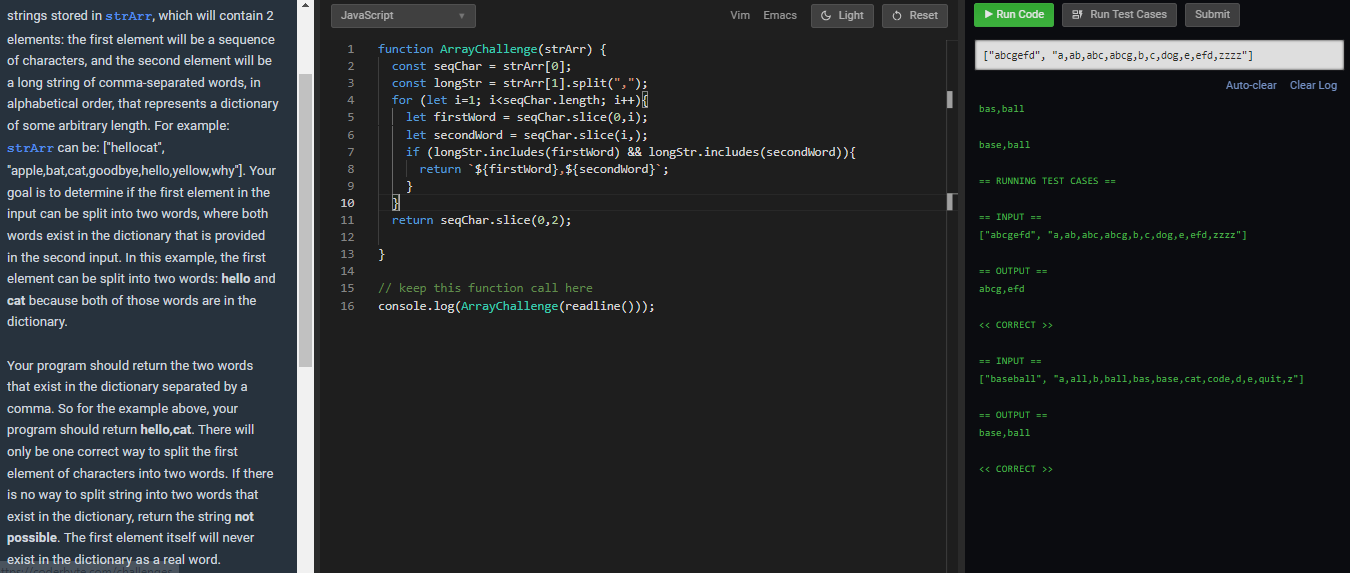 strings stored in strArr, which will contain 2
elements: the first element will be a sequence
of characters, and the second element will be
a long string of comma-separated words, in
alphabetical order, that represents a dictionary
of some arbitrary length. For example:
strArr can be: ["hellocat",
"apple,bat,cat,goodbye,hello,yellow,why"]. Your
goal is to determine if the first element in the
input can be split into two words, where both
words exist in the dictionary that is provided
in the second input. In this example, the first
element can be split into two words: hello and
cat because both of those words are in the
dictionary.
Your program should return the two words
that exist in the dictionary separated by a
comma. So for the example above, your
program should return hello,cat. There will
only be one correct way to split the first
element of characters into two words. If there
is no way to split string into two words that
exist in the dictionary, return the string not
possible. The first element itself will never
exist in the dictionary as a real word.
JavaScript
Vim Emacs Light Reset
1 function ArrayChallenge(strArr) {
2 const seqChar = strArr[0];
3 const longStr = strArr[1].split(",");
4 for (let i=1; i<seqChar.length; i++){
5 let firstWord = seqChar.slice(0,i);
6 let secondWord = seqChar.slice(i,);
7 if (longStr.includes(firstWord) && longStr.includes(secondWord)){
8 return `${firstWord},${secondWord}`;
9 }
10 }
11 return seqChar.slice(0,2);
12
13 }
14
15 // keep this function call here
16 console.log(ArrayChallenge(readline()));
Run Code Run Test Cases Submit
["abcgefd", "a,ab,abc,abcg,b,c,dog,e,efd,zzzz"]
Auto-clear Clear Log
bas,ball
base,ball
== RUNNING TEST CASES ==
== INPUT ==
["abcgefd", "a,ab,abc,abcg,b,c,dog,e,efd,zzzz"]
== OUTPUT ==
abcg,efd
<< CORRECT >>
== INPUT ==
["baseball", "a,all,b,ball,bas,base,cat,code,d,e,quit,z"]
== OUTPUT ==
base,ball
<< CORRECT >>